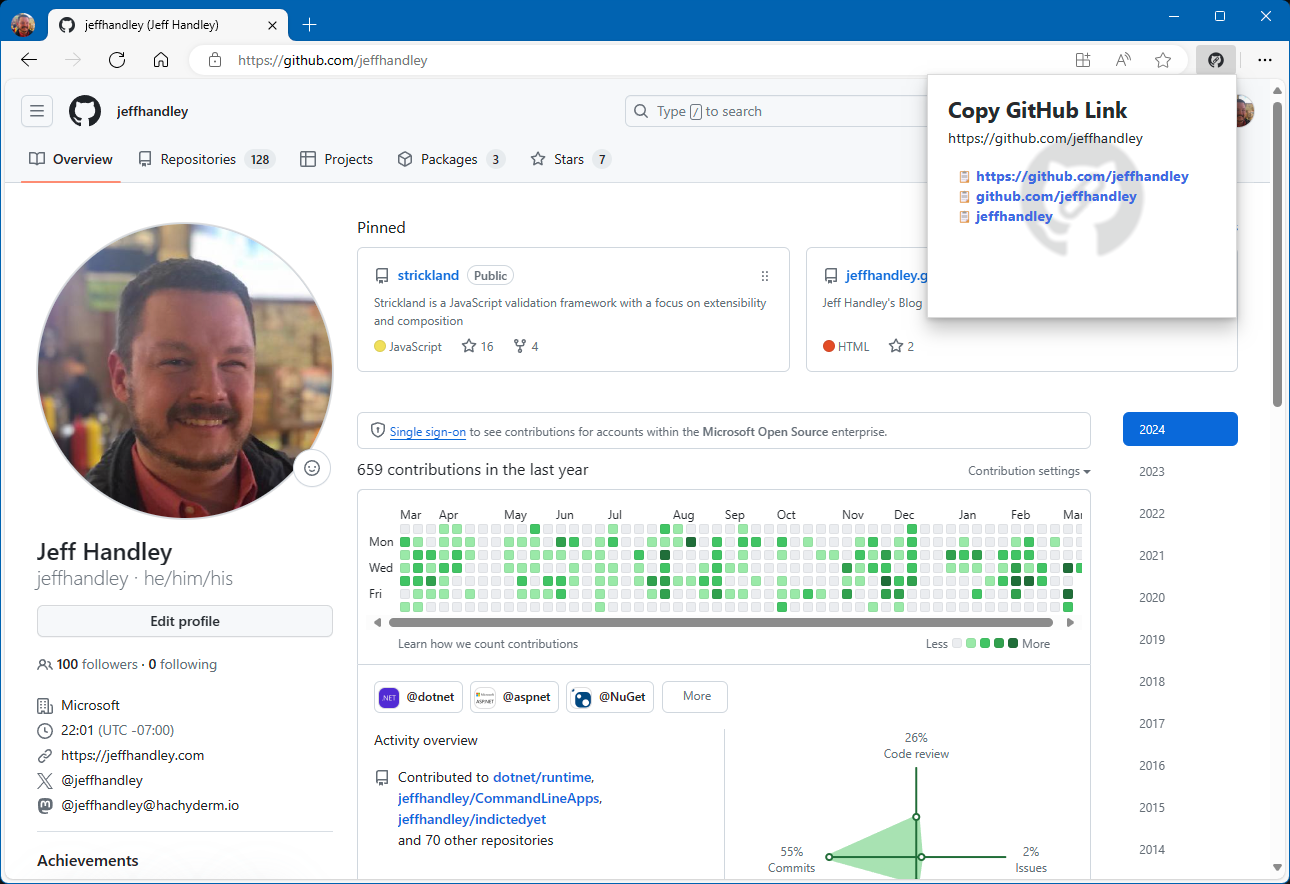 jeffhandley (Jeff Handley)
https://github.com/jeffhandley
jeffhandley
Type / to search
Copy GitHub Link
https://github.com/jeffhandley
https://github.com/jeffhandley
github.com/jeffhandley
jeffhandley
Overview
Repositories 128
Projects
Packages 3
Stars 7
Pinned
strickland Public
Strickland is a JavaScript validation framework with a focus on extensibility
and composition
JavaScript 16 4
jeffhandley.g
Jeff Handley's Blog
HTML 2
Single sign-on to see contributions for accounts within the Microsoft Open Source enterprise.
659 contributions in the last year
Contribution settings
Mar Apr May Jun Jul Aug Sep Oct Nov Dec Jan Feb Mar
Mon
Wed
Fri
Learn how we count contributions
Less More
2024
2023
2022
2021
2020
2019
2018
2017
2016
2015
2014
Jeff Handley
jeffhandley · he/him/his
Edit profile
100 followers · 0 following
Microsoft
22:01 (UTC -07:00)
https://jeffhandley.com
@jeffhandley
@jeffhandley@hachyderm.io
Achievements
.NET @dotnet
@aspnet
@NuGet
More
Activity overview
Contributed to dotnet/runtime,
jeffhandley/CommandLineApps,
jeffhandley/indictedyet
and 70 other repositories
26%
Code review
55%
Commits
2%
Issues